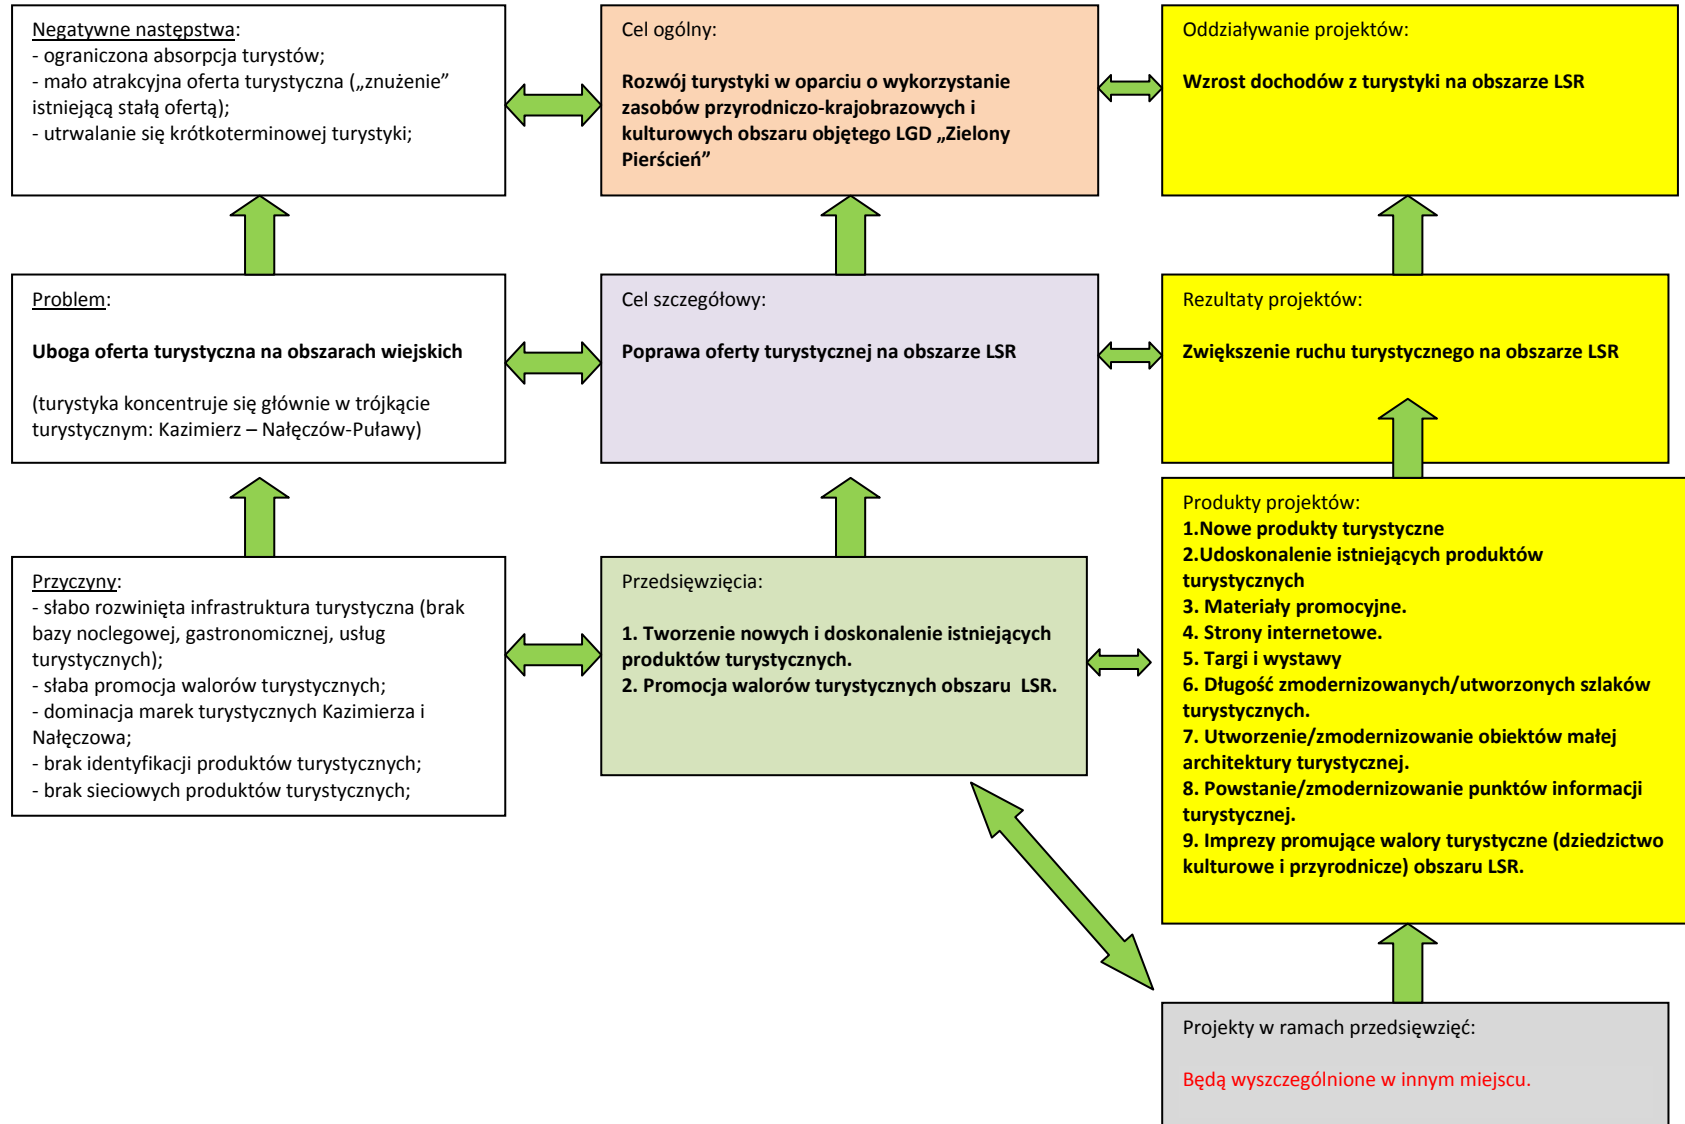 Negatywne następstwa:
- ograniczona absorpcja turystów;
- mało atrakcyjna oferta turystyczna („znużenie”
istniejącą stałą ofertą);
- utrwalanie się krótkoterminowej turystyki;
Cel ogólny:
Rozwój turystyki w oparciu o wykorzystanie
zasobów przyrodniczo-krajobrazowych i
kulturowych obszaru objętego LGD „Zielony
Pierścień”
Oddziaływanie projektów:
Wzrost dochodów z turystyki na obszarze LSR
Problem:
Uboga oferta turystyczna na obszarach wiejskich
(turystyka koncentruje się głównie w trójkącie
turystycznym: Kazimierz – Nałęczów-Puławy)
Cel szczegółowy:
Poprawa oferty turystycznej na obszarze LSR
Rezultaty projektów:
Zwiększenie ruchu turystycznego na obszarze LSR
Przyczyny:
- słabo rozwinięta infrastruktura turystyczna (brak
bazy noclegowej, gastronomicznej, usług
turystycznych);
- słaba promocja walorów turystycznych;
- dominacja marek turystycznych Kazimierza i
Nałęczowa;
- brak identyfikacji produktów turystycznych;
- brak sieciowych produktów turystycznych;
Przedsięwzięcia:
1. Tworzenie nowych i doskonalenie istniejących
produktów turystycznych.
2. Promocja walorów turystycznych obszaru  LSR.
Produkty projektów:
1.Nowe produkty turystyczne
2.Udoskonalenie istniejących produktów
turystycznych
3. Materiały promocyjne.
4. Strony internetowe.
5. Targi i wystawy
6. Długość zmodernizowanych/utworzonych szlaków
turystycznych.
7. Utworzenie/zmodernizowanie obiektów małej
architektury turystycznej.
8. Powstanie/zmodernizowanie punktów informacji
turystycznej.
9. Imprezy promujące walory turystyczne (dziedzictwo
kulturowe i przyrodnicze) obszaru LSR.
Projekty w ramach przedsięwzięć:
Będą wyszczególnione w innym miejscu.